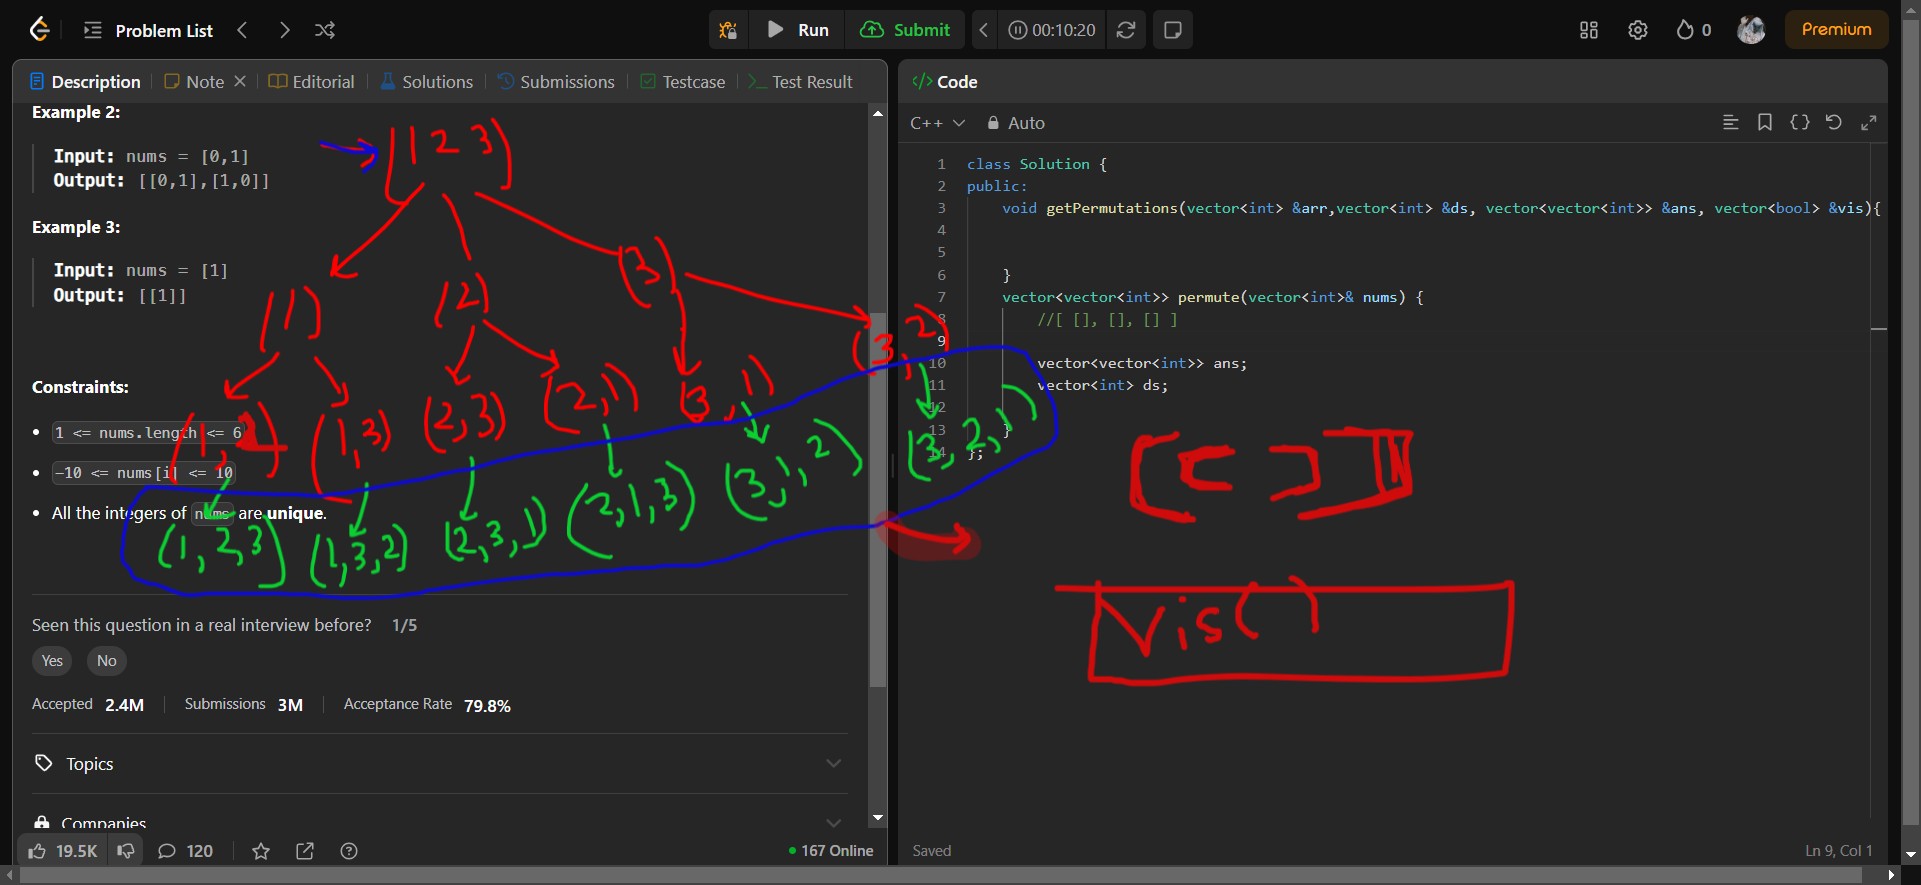 Problem List
Run
Submit
00:10:20
0
Premium
Description
Note
Editorial
Solutions
Submissions
Testcase
Test Result
Example 2:
Input: nums = [0,1]
Output: [[0,1],[1,0]]
Example 3:
Input: nums = [1]
Output: [[1]]
Constraints:
• 1 <= nums.length <= 6
• -10 <= nums[i] <= 10
• All the integers of nums are unique.
(1 2 3)
(1)
(2)
(3)
(3,2)
(1,2)
(1,3)
(2,3)
(2,1)
(3,1)
(1,2,3)
(1,3,2)
(2,3,1)
(2,1,3)
(3,1,2)
(3,2,1)
Seen this question in a real interview before? 1/5
Yes
No
Accepted 2.4M
Submissions 3M
Acceptance Rate 79.8%
Topics
Companies
19.5K
120
167 Online
</> Code
C++
Auto
1 class Solution {
2 public:
3 void getPermutations(vector<int> &arr,vector<int> &ds, vector<vector<int>> &ans, vector<bool> &vis){
4
5
6 }
7 vector<vector<int>> permute(vector<int>& nums) {
8 //[ [], [], [] ]
9
10 vector<vector<int>> ans;
11 vector<int> ds;
12
13 }
14 };
[[ ]]
Vis()
Saved
Ln 9, Col 1